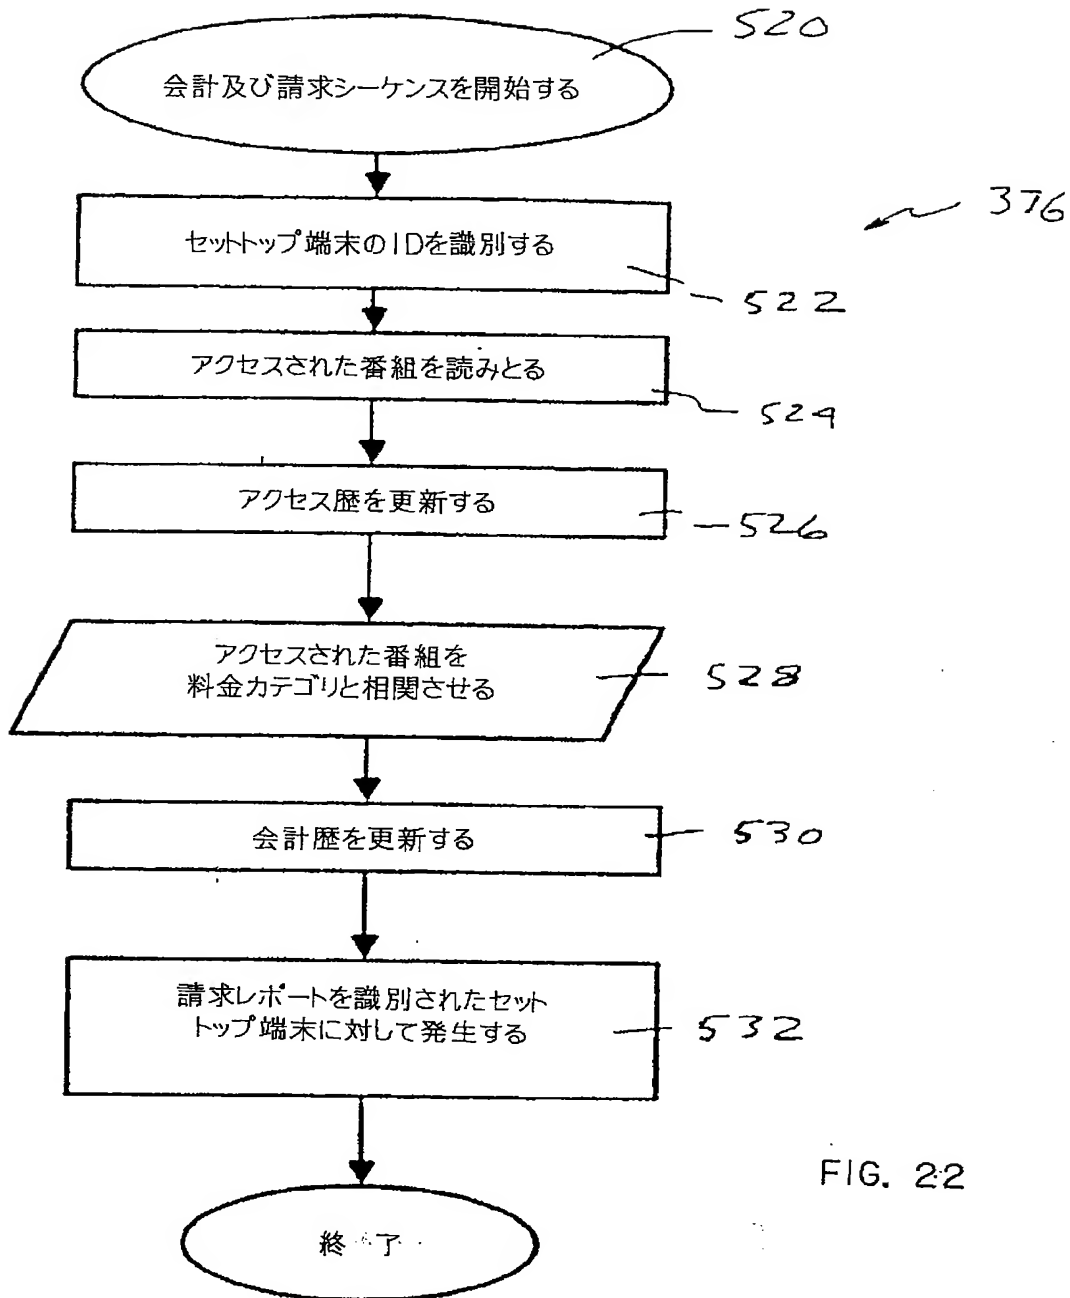 520
会計及び請求シーケンスを開始する
376
セットトップ端末のIDを識別する
522
アクセスされた番組を読みとる
524
アクセス歴を更新する
526
アクセスされた番組を
料金カテゴリと相関させる
528
会計歴を更新する
530
請求レポートを識別されたセット
トップ端末に対して発生する
532
FIG. 22
終了